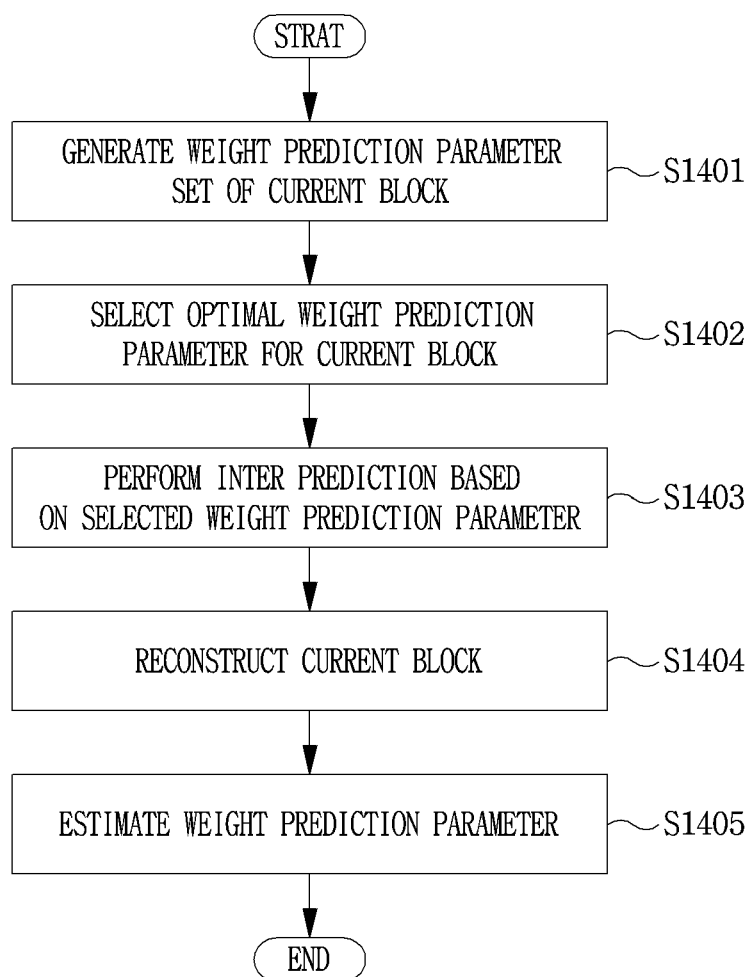 STRAT
GENERATE WEIGHT PREDICTION PARAMETER
SET OF CURRENT BLOCK
S1401
SELECT OPTIMAL WEIGHT PREDICTION
PARAMETER FOR CURRENT BLOCK
S1402
PERFORM INTER PREDICTION BASED
ON SELECTED WEIGHT PREDICTION PARAMETER
S1403
RECONSTRUCT CURRENT BLOCK
S1404
ESTIMATE WEIGHT PREDICTION PARAMETER
S1405
END